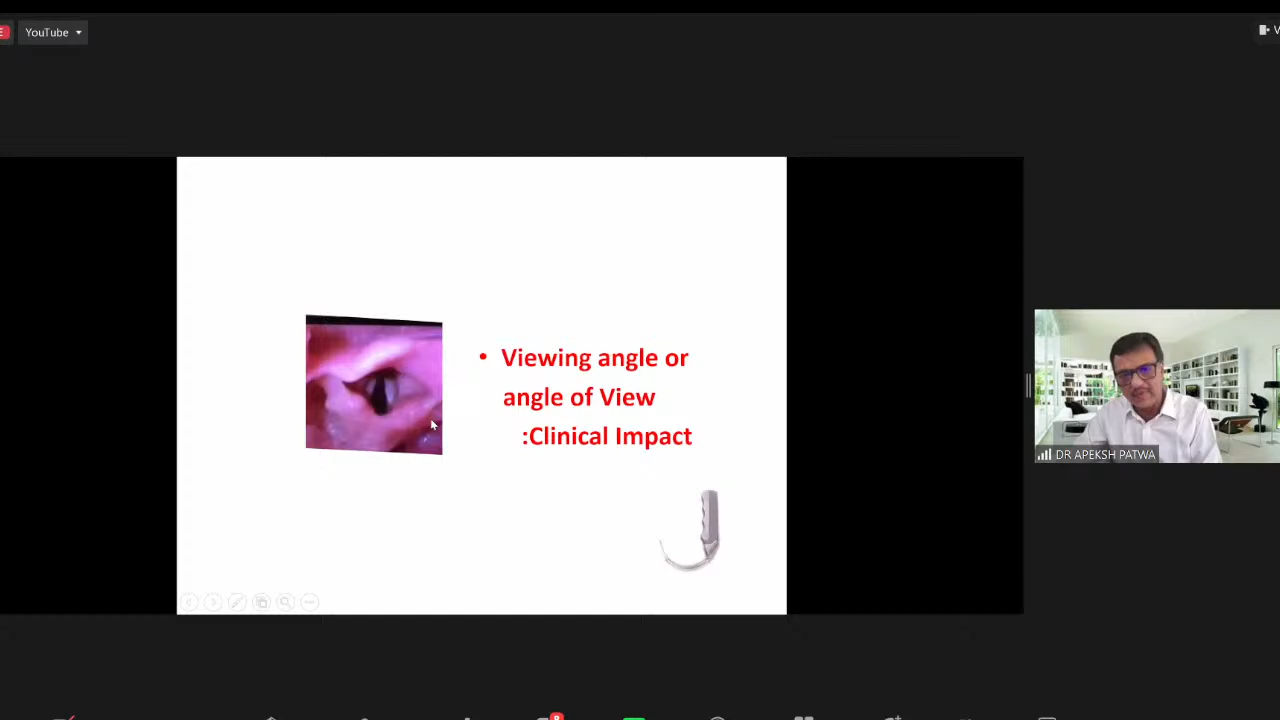 YouTube
• Viewing angle or
angle of View
:Clinical Impact
DR APEKSH PATWA